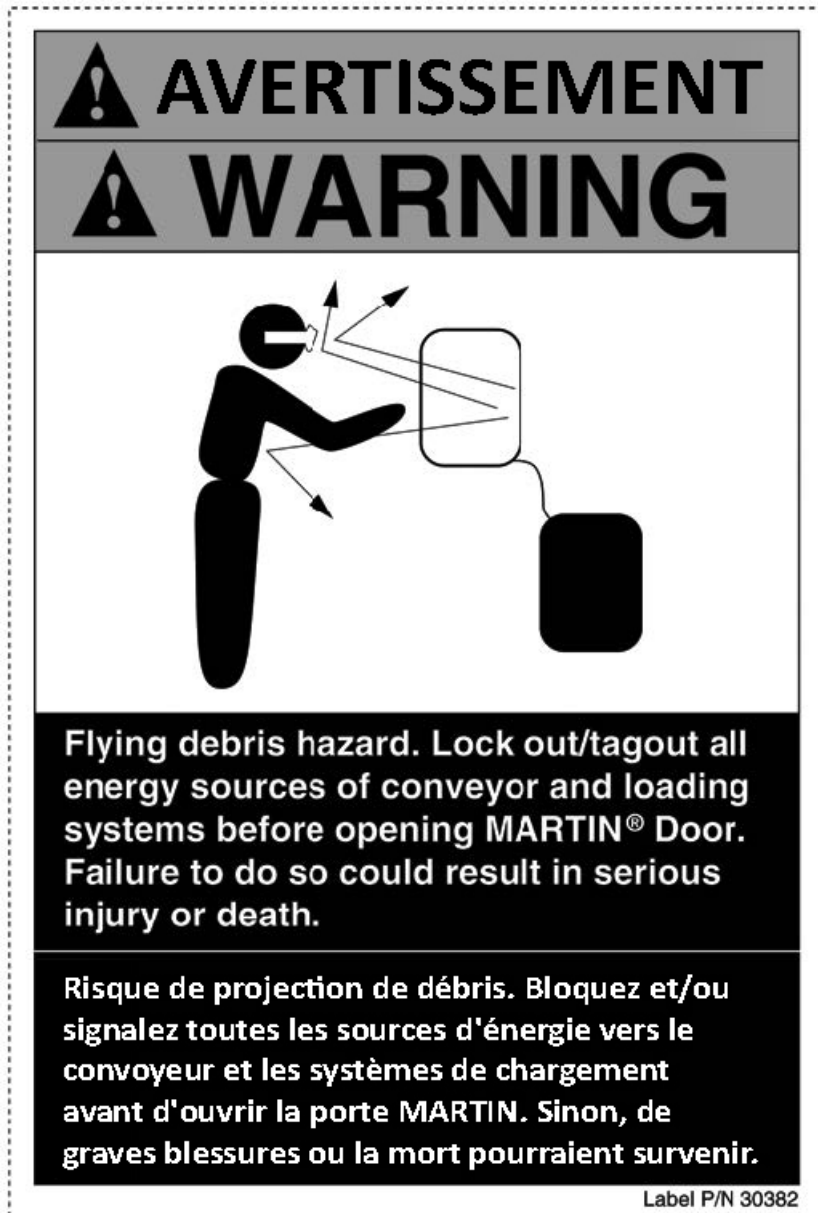 AVERTISSEMENT
WARNING
Flying debris hazard. Lock out/tagout all
energy sources of conveyor and loading
systems before opening MARTIN® Door.
Failure to do so could result in serious
injury or death.
Risque de projection de débris. Bloquez et/ou
signalez toutes les sources d'énergie vers le
convoyeur et les systèmes de chargement
avant d'ouvrir la porte MARTIN. Sinon, de
graves blessures ou la mort pourraient survenir.
Label P/N 30382